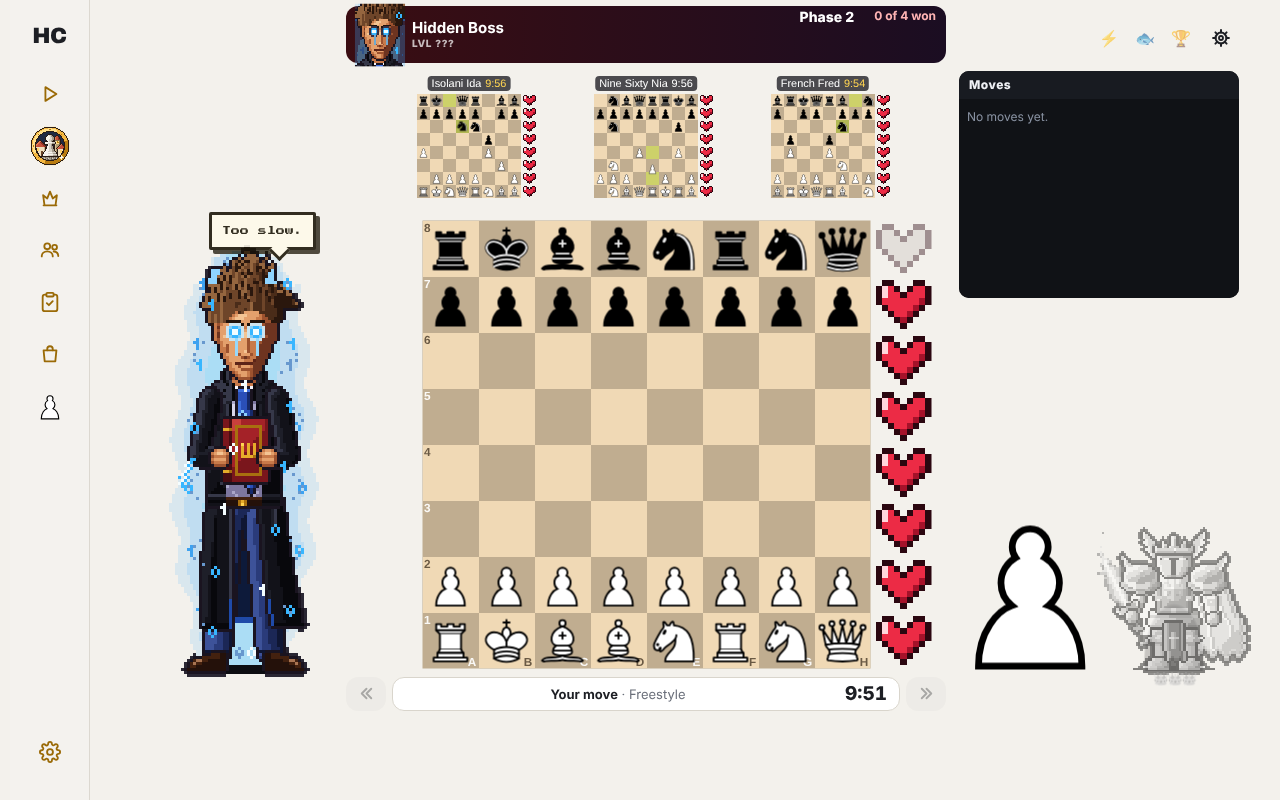 HC
Hidden Boss
LVL ???
Phase 2
0 of 4 won
Isolani Ida 9:56
Nine Sixty Nia 9:56
French Fred 9:54
Moves
No moves yet.
Too slow.
8
7
6
5
4
3
2
1
A B C D E F G H
Your move · Freestyle
9:51